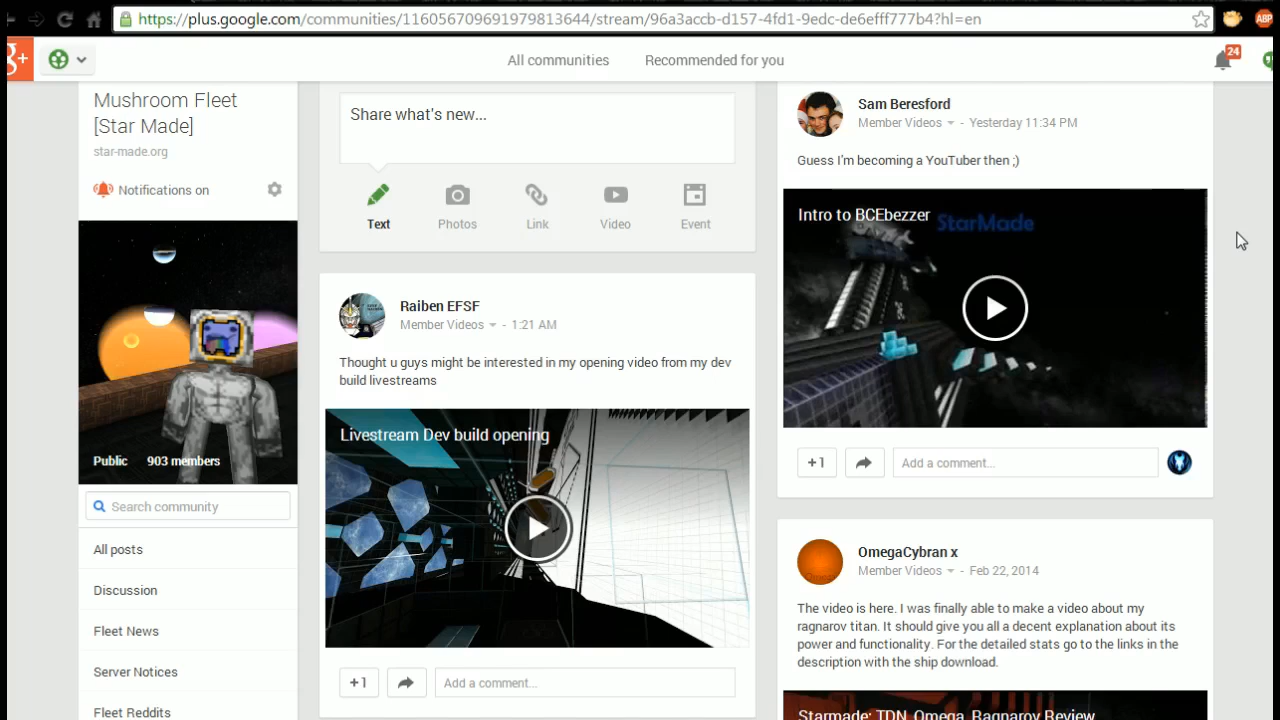 https://plus.google.com/communities/116056709691979813644/stream/96a3accb-d157-4fd1-9edc-de6efff777b4?hl=en
ABP
g+
All communities
Recommended for you
24
Mushroom Fleet
[Star Made]
star-made.org
Notifications on
Public
903 members
Search community
All posts
Discussion
Fleet News
Server Notices
Fleet Reddits
Share what's new...
Text
Photos
Link
Video
Event
Raiben EFSF
Member Videos - 1:21 AM
Thought u guys might be interested in my opening video from my dev
build livestreams
Livestream Dev build opening
+1
Add a comment...
Sam Beresford
Member Videos - Yesterday 11:34 PM
Guess I'm becoming a YouTuber then ;)
Intro to BCEbezzer
StarMade
+1
Add a comment...
OmegaCybran x
Member Videos - Feb 22, 2014
The video is here. I was finally able to make a video about my
ragnarov titan. It should give you all a decent explanation about its
power and functionality. For the detailed stats go to the links in the
description with the ship download.
Starmade: TDN, Omega, Ragnarov Review